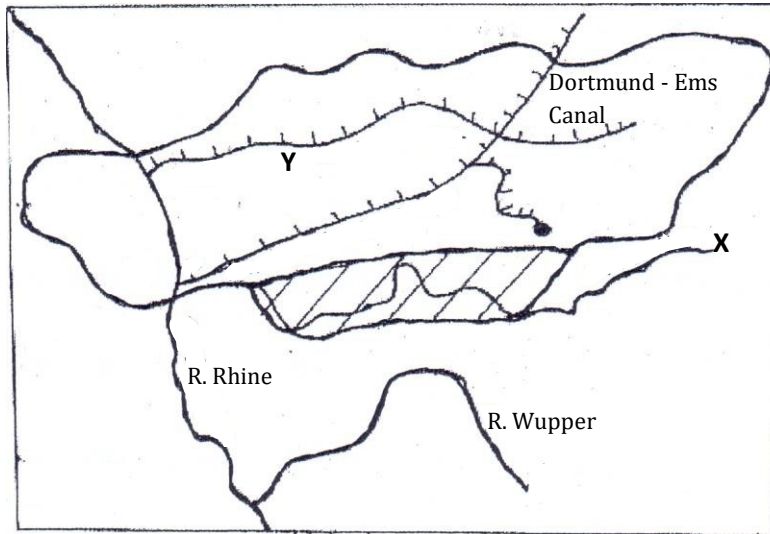 Dortmund - Ems
Canal
Y
X
R. Rhine
R. Wupper